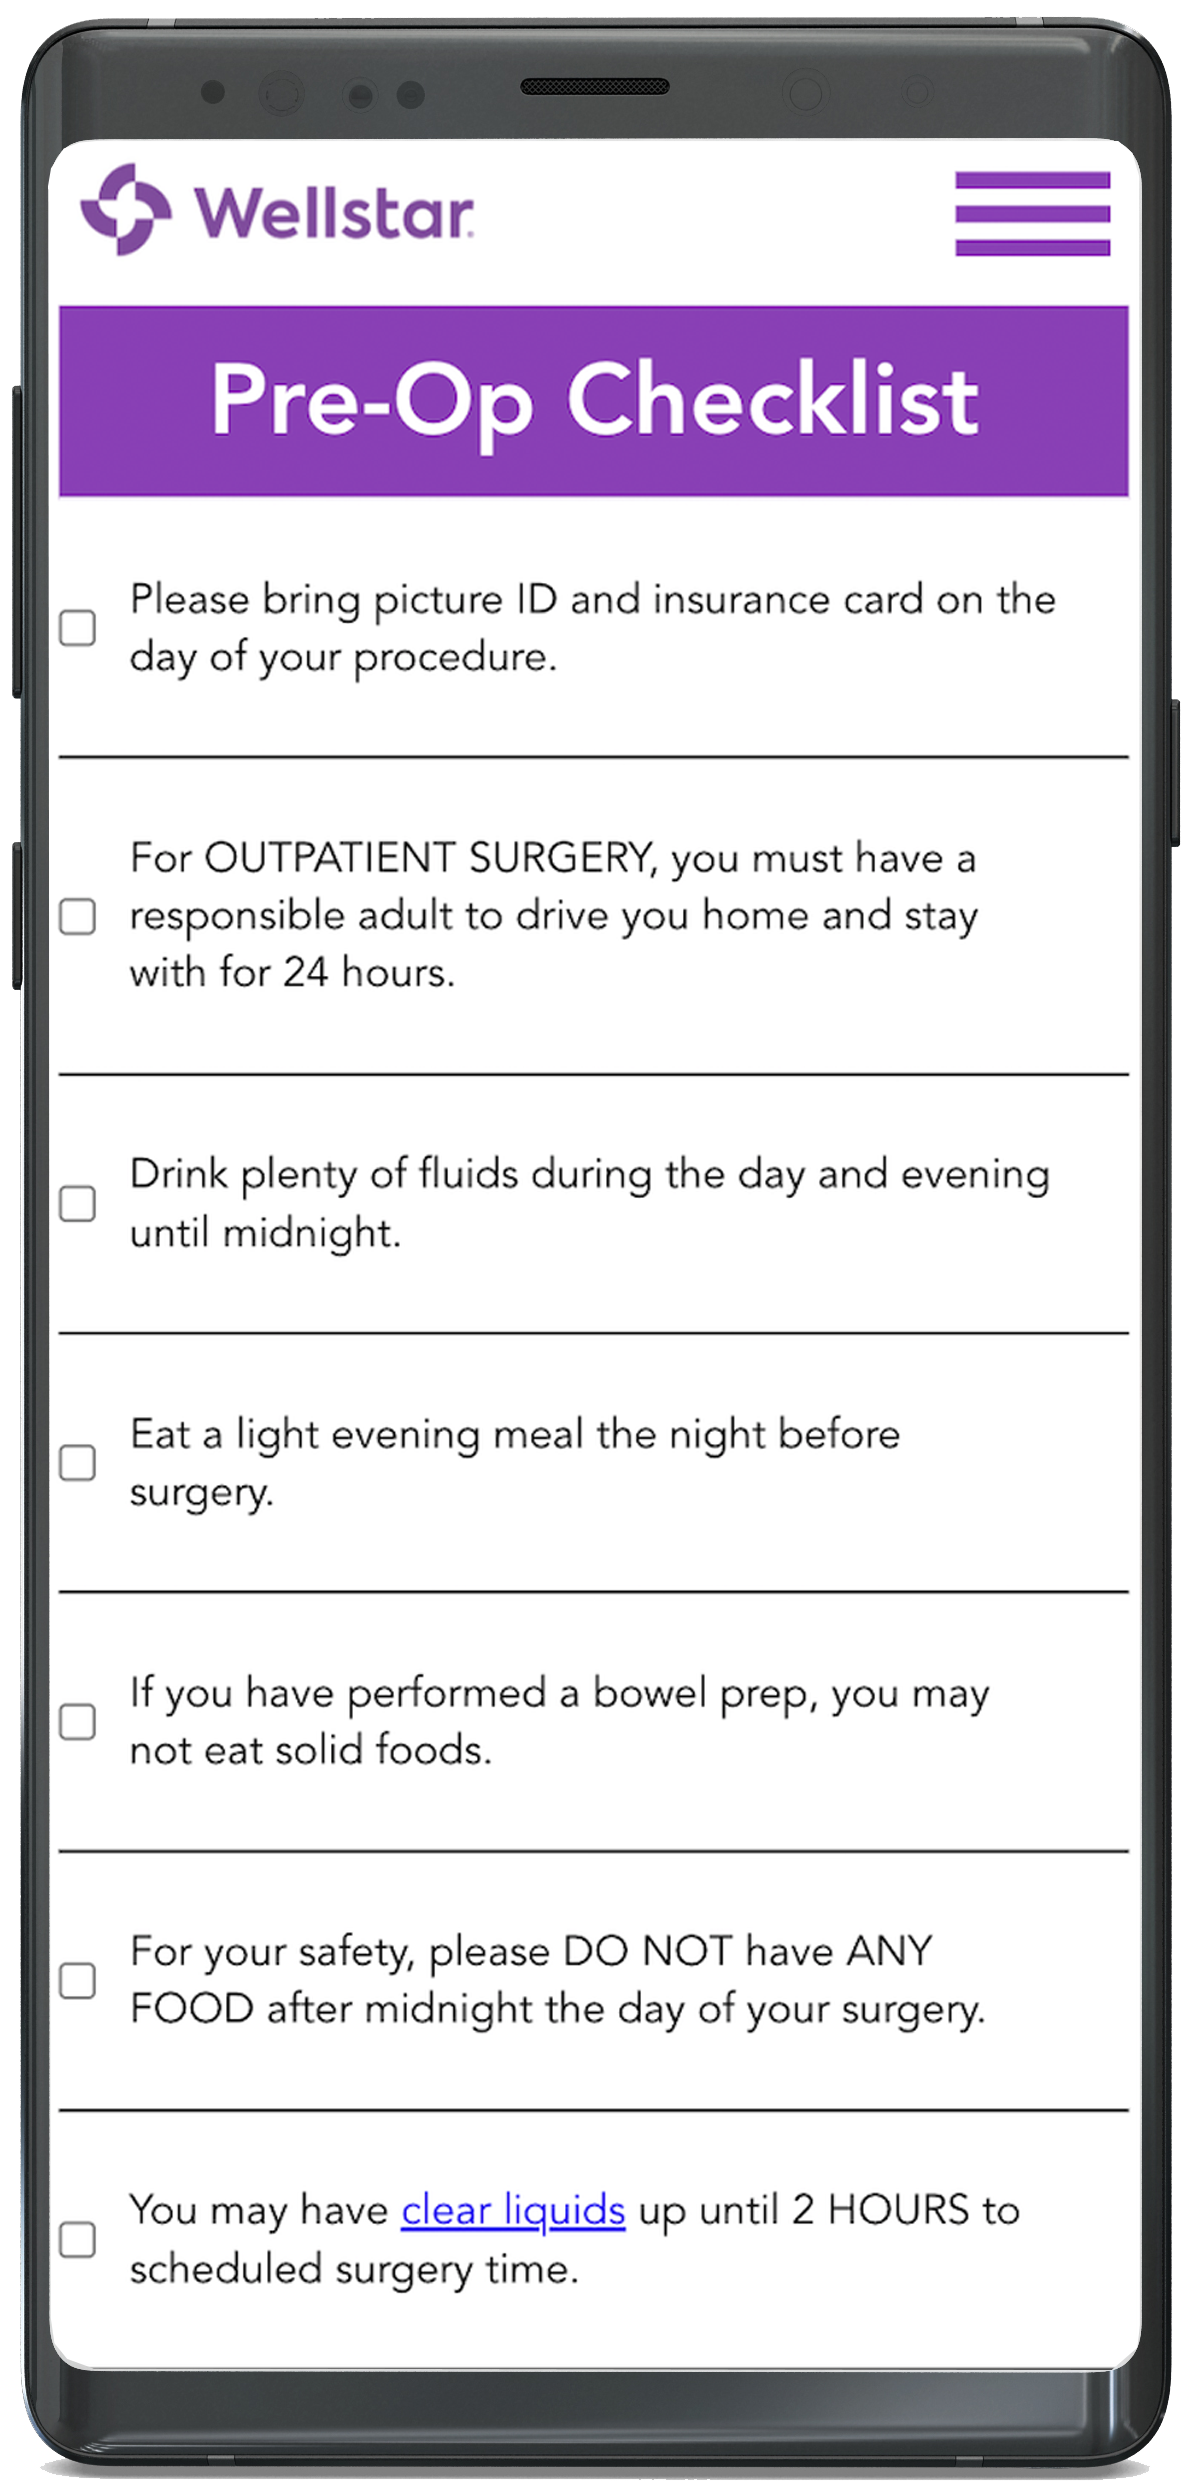 Wellstar
Pre-Op Checklist
Please bring picture ID and insurance card on the
day of your procedure.
For OUTPATIENT SURGERY, you must have a
responsible adult to drive you home and stay
with for 24 hours.
Drink plenty of fluids during the day and evening
until midnight.
Eat a light evening meal the night before
surgery.
If you have performed a bowel prep, you may
not eat solid foods.
For your safety, please DO NOT have ANY
FOOD after midnight the day of your surgery.
You may have clear liquids up until 2 HOURS to
scheduled surgery time.